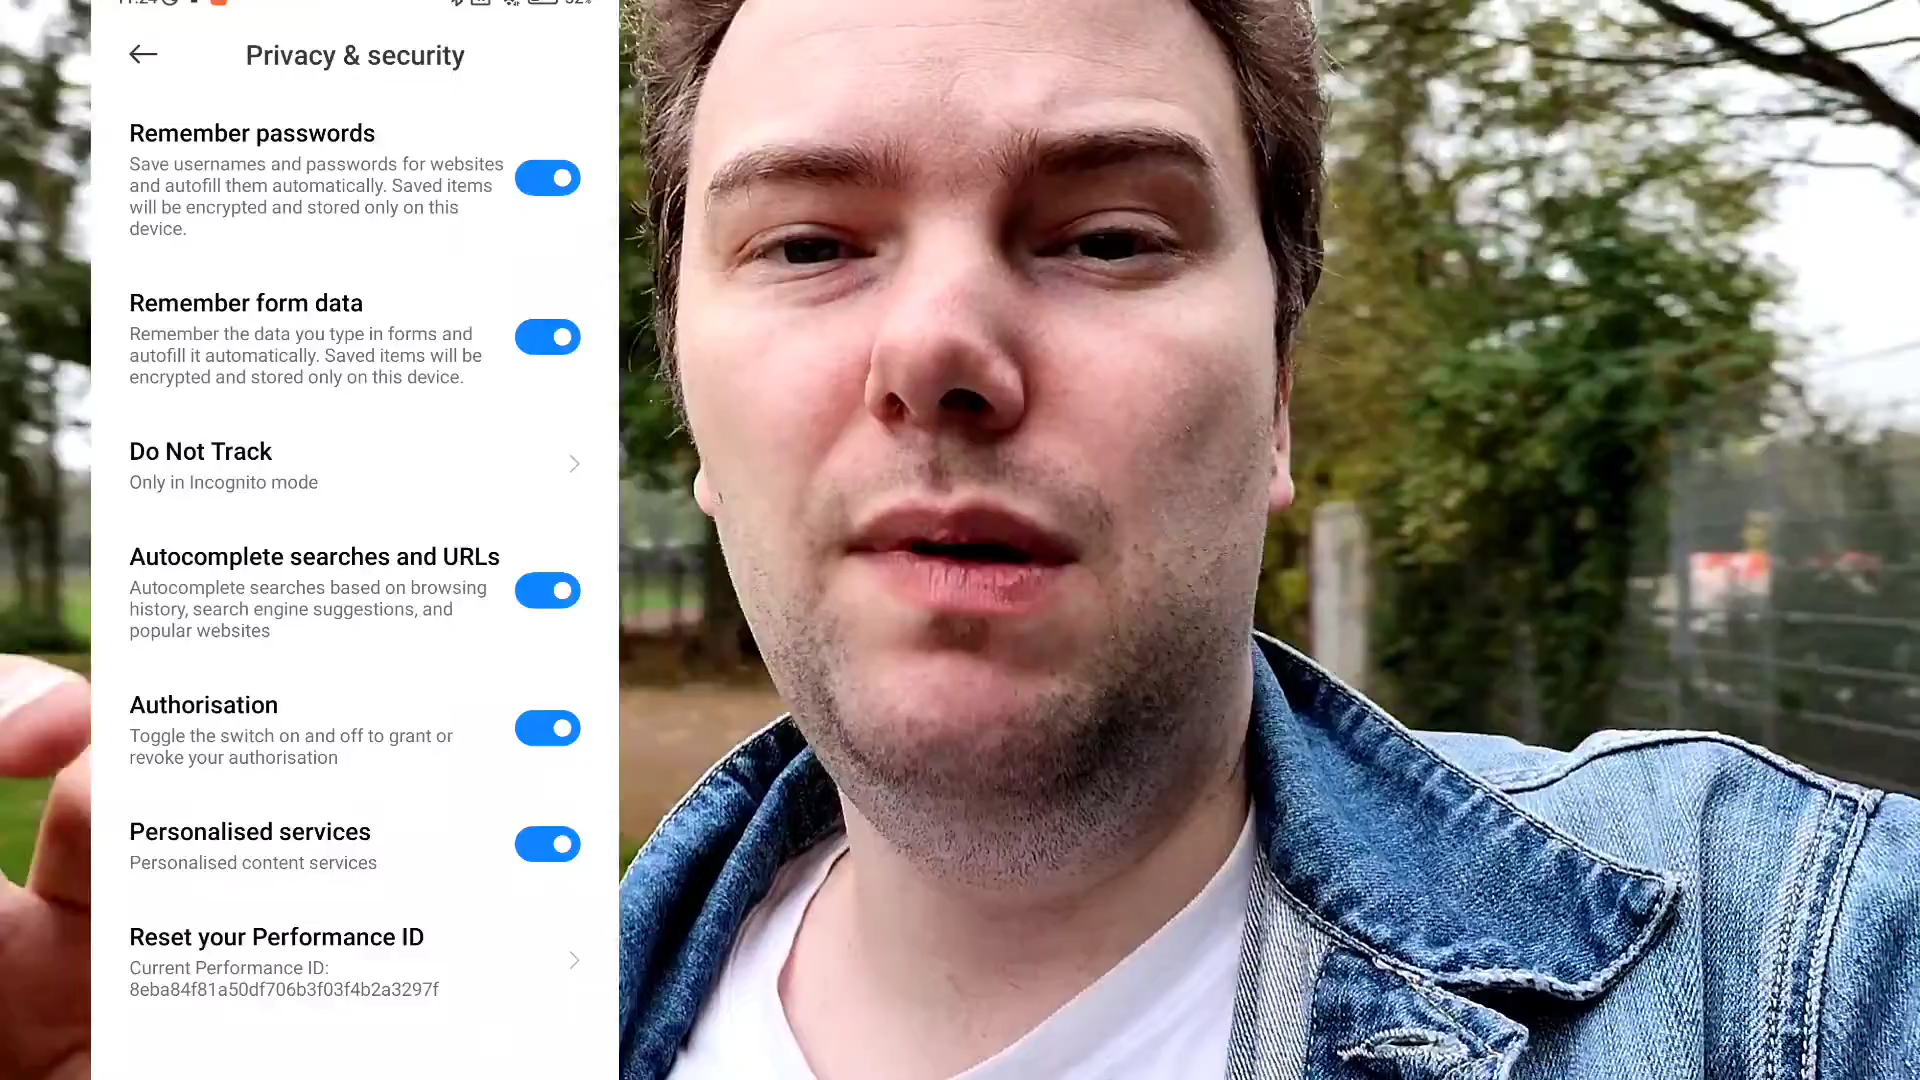 Privacy & security
Remember passwords
Save usernames and passwords for websites
and autofill them automatically. Saved items
will be encrypted and stored only on this
device.
Remember form data
Remember the data you type in forms and
autofill it automatically. Saved items will be
encrypted and stored only on this device.
Do Not Track
Only in Incognito mode
Autocomplete searches and URLs
Autocomplete searches based on browsing
history, search engine suggestions, and
popular websites
Authorisation
Toggle the switch on and off to grant or
revoke your authorisation
Personalised services
Personalised content services
Reset your Performance ID
Current Performance ID:
8eba84f81a50df706b3f03f4b2a3297f